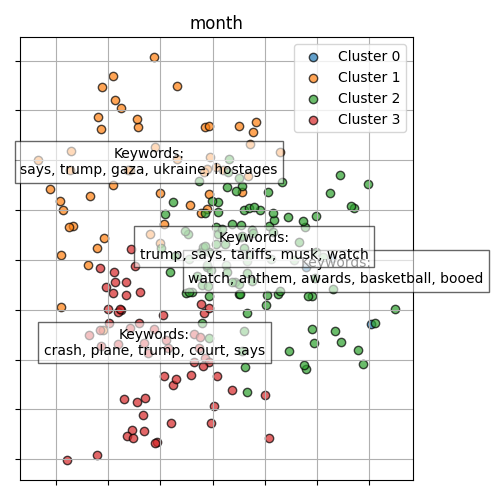 month
Cluster 0
Cluster 1
Cluster 2
Cluster 3
Keywords:
says, trump, gaza, ukraine, hostages
Keywords:
trump, says, tariffs, musk, watch
Keywords:
watch, anthem, awards, basketball, booed
Keywords:
crash, plane, trump, court, says